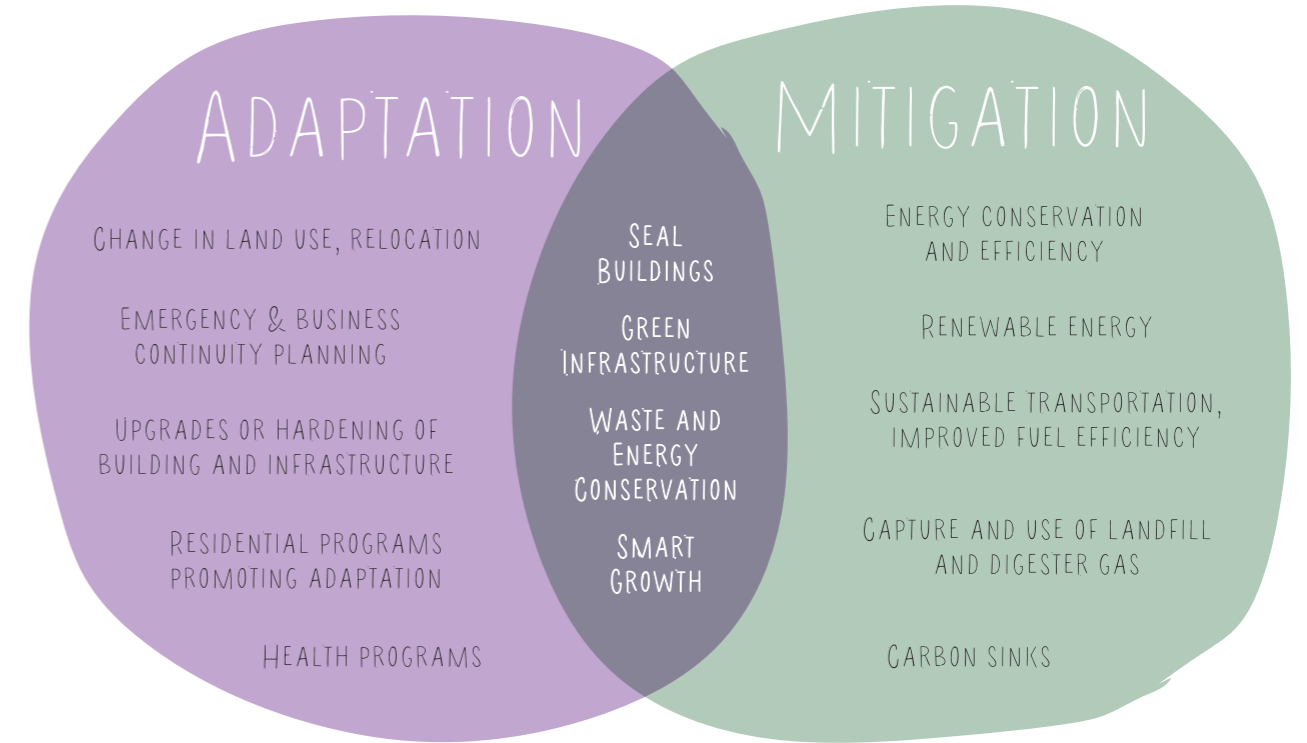 ADAPTATION
CHANGE IN LAND USE, RELOCATION
EMERGENCY & BUSINESS
CONTINUITY PLANNING
UPGRADES OR HARDENING OF
BUILDING AND INFRASTRUCTURE
RESIDENTIAL PROGRAMS
PROMOTING ADAPTATION
HEALTH PROGRAMS
SEAL
BUILDINGS
GREEN
INFRASTRUCTURE
WASTE AND
ENERGY
CONSERVATION
SMART
GROWTH
MITIGATION
ENERGY CONSERVATION
AND EFFICIENCY
RENEWABLE ENERGY
SUSTAINABLE TRANSPORTATION,
IMPROVED FUEL EFFICIENCY
CAPTURE AND USE OF LANDFILL
AND DIGESTER GAS
CARBON SINKS